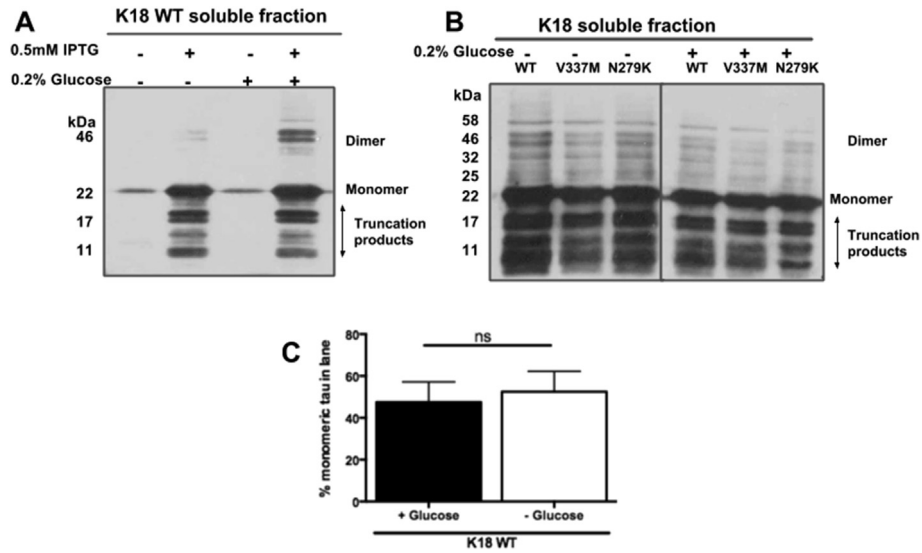 A
K18 WT soluble fraction
0.5mM IPTG - + - +
0.2% Glucose - - + +
kDa
46
22
17
11
Dimer
Monomer
Truncation
products
B
K18 soluble fraction
0.2% Glucose - - - + + +
WT V337M N279K WT V337M N279K
kDa
58
46
32
25
22
17
11
Dimer
Monomer
Truncation
products
C
ns
% monomeric tau in lane
80
60
40
20
0
+ Glucose - Glucose
K18 WT